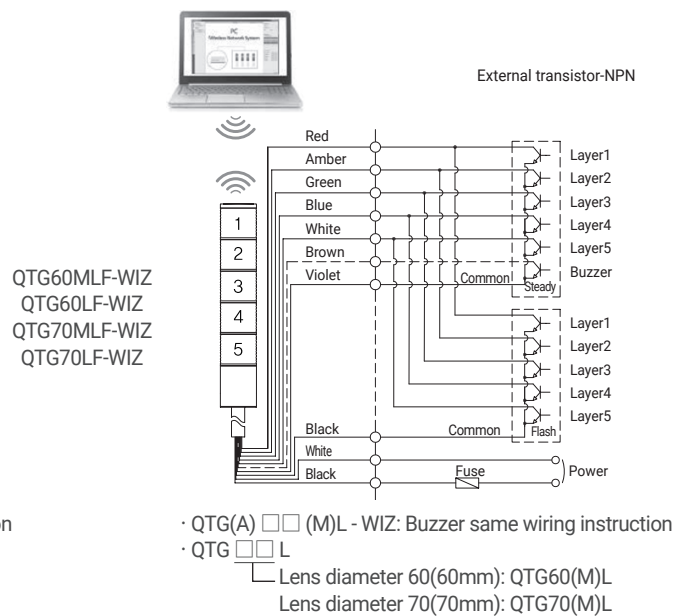 PC
Wireless Network System
External transistor-NPN
Red
Amber
Green
Blue
White
Brown
Violet
Common
Steady
Layer1
Layer2
Layer3
Layer4
Layer5
Buzzer
1
2
3
4
5
QTG60MLF-WIZ
QTG60LF-WIZ
QTG70MLF-WIZ
QTG70LF-WIZ
Layer1
Layer2
Layer3
Layer4
Layer5
Black
Common
Flash
White
Black
Fuse
Power
on
· QTG(A) □□ (M)L - WIZ: Buzzer same wiring instruction
· QTG □□ L
Lens diameter 60(60mm): QTG60(M)L
Lens diameter 70(70mm): QTG70(M)L